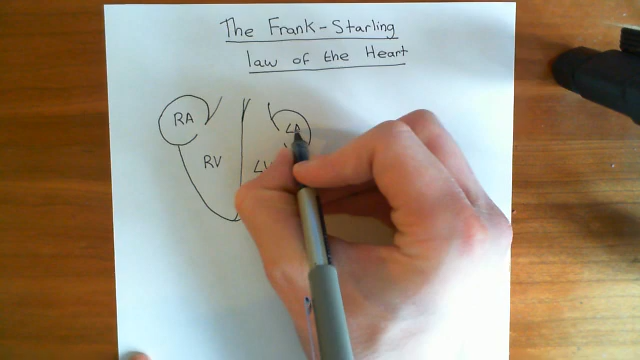 The Frank-Starling
law of the Heart
RA
LA
RV
LV